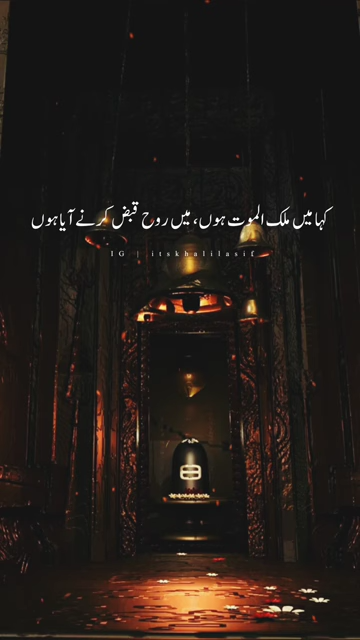 کہا میں ملک الموت ہوں، میں روح قبض کرنے آیا ہوں
IG | itskhalilasif